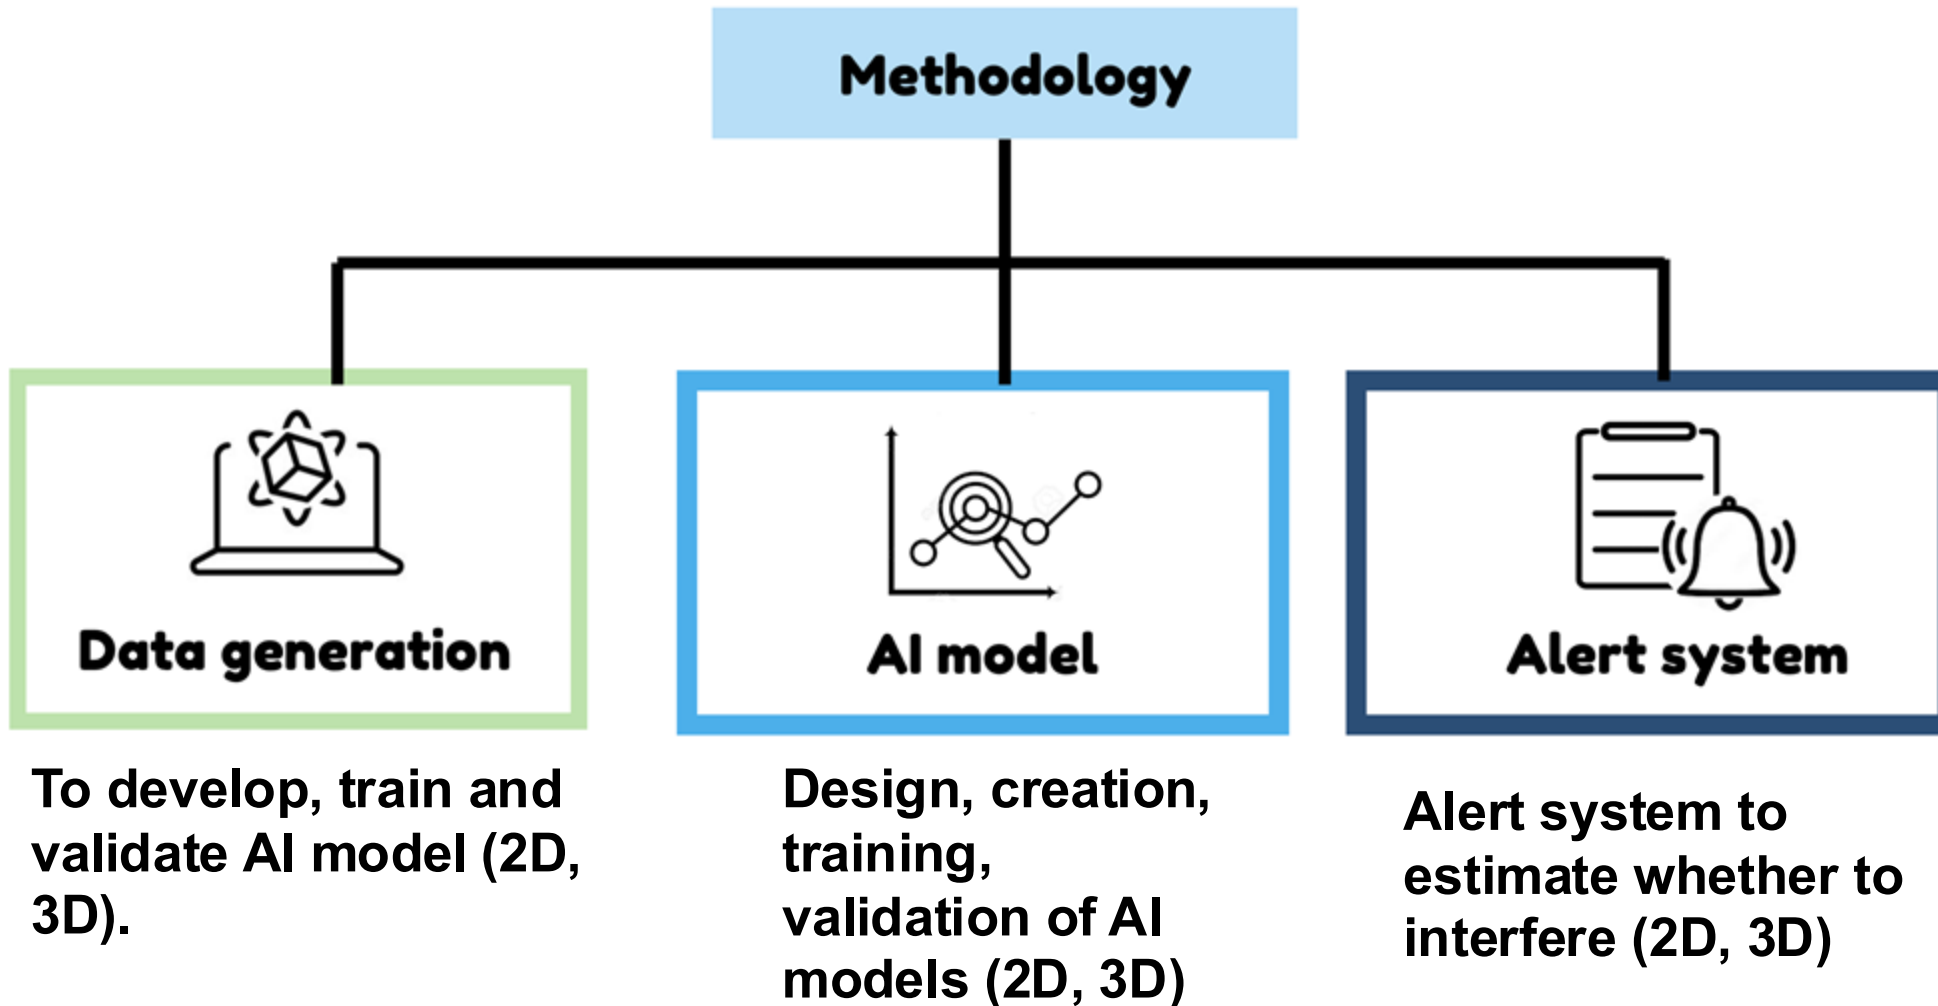 Methodology
Data generation
To develop, train and
validate AI model (2D,
3D).
AI model
Design, creation,
training,
validation of AI
models (2D, 3D)
Alert system
Alert system to
estimate whether to
interfere (2D, 3D)